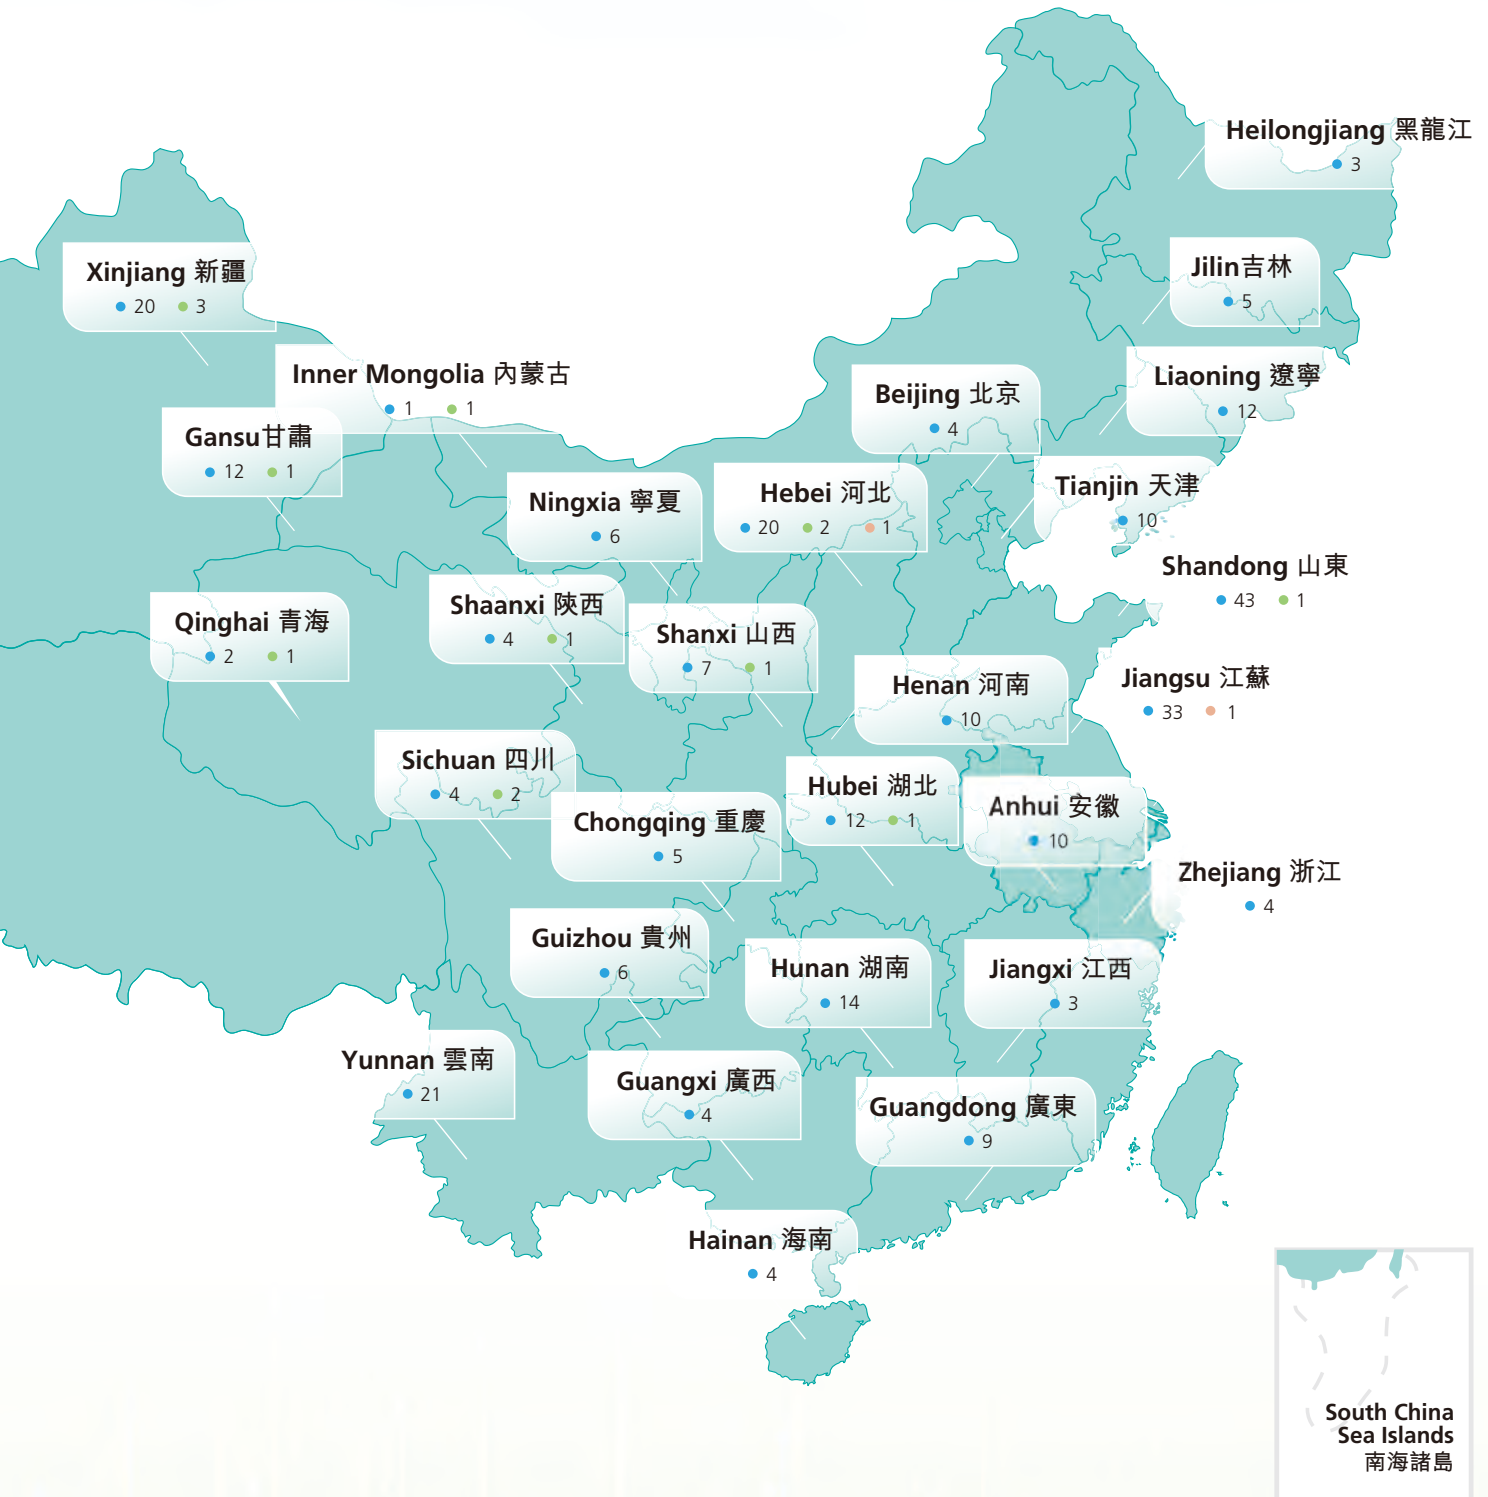 Heilongjiang 黑龍江
3
Xinjiang 新疆
20 3
Jilin吉林
5
Inner Mongolia 內蒙古
1 1
Liaoning 遼寧
12
Beijing 北京
4
Gansu甘肅
12 1
Tianjin 天津
10
Hebei 河北
20 2 1
Ningxia 寧夏
6
Shandong 山東
43 1
Shaanxi 陝西
4 1
Qinghai 青海
2 1
Shanxi 山西
7 1
Jiangsu 江蘇
33 1
Henan 河南
10
Sichuan 四川
4 2
Hubei 湖北
12 1
Anhui 安徽
10
Chongqing 重慶
5
Zhejiang 浙江
4
Guizhou 貴州
6
Hunan 湖南
14
Jiangxi 江西
3
Yunnan 雲南
21
Guangxi 廣西
4
Guangdong 廣東
9
Hainan 海南
4
South China
Sea Islands
南海諸島